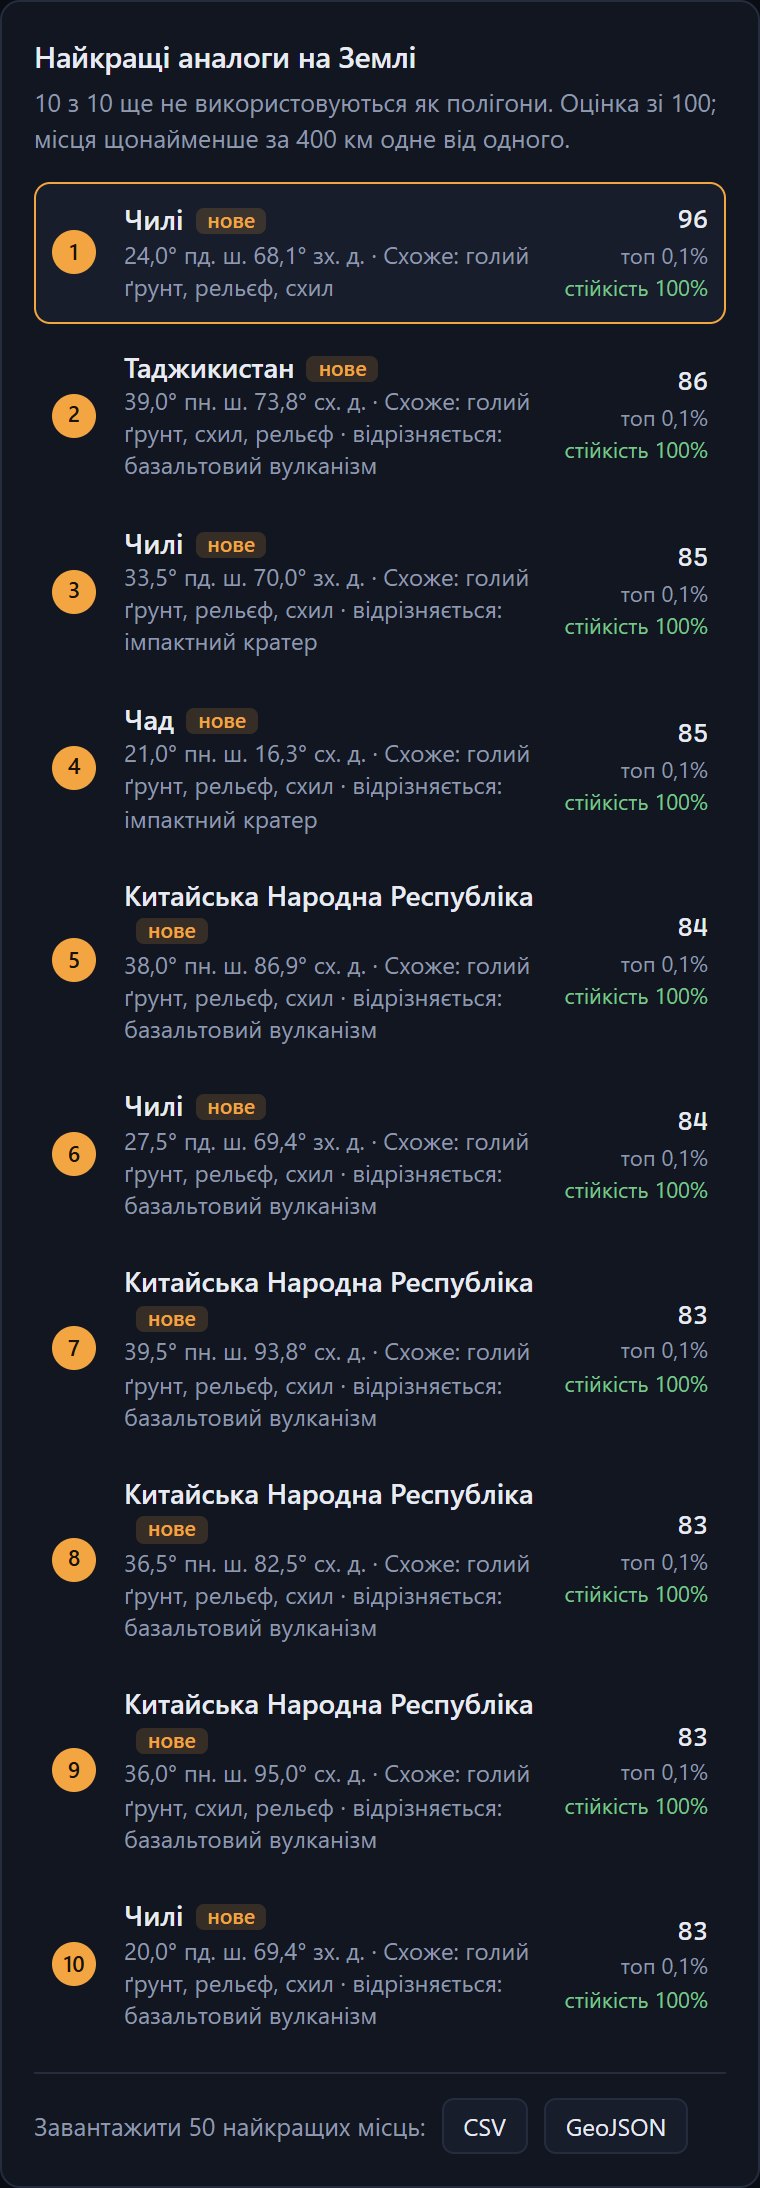 Найкращі аналоги на Землі
10 з 10 ще не використовуються як полігони. Оцінка зі 100;
місця щонайменше за 400 км одне від одного.
1
Чилі нове
24,0° пд. ш. 68,1° зх. д. · Схоже: голий
ґрунт, рельєф, схил
96
топ 0,1%
стійкість 100%
2
Таджикистан нове
39,0° пн. ш. 73,8° сх. д. · Схоже: голий
ґрунт, схил, рельєф · відрізняється:
базальтовий вулканізм
86
топ 0,1%
стійкість 100%
3
Чилі нове
33,5° пд. ш. 70,0° зх. д. · Схоже: голий
ґрунт, рельєф, схил · відрізняється:
імпактний кратер
85
топ 0,1%
стійкість 100%
4
Чад нове
21,0° пн. ш. 16,3° сх. д. · Схоже: голий
ґрунт, рельєф, схил · відрізняється:
імпактний кратер
85
топ 0,1%
стійкість 100%
5
Китайська Народна Республіка
нове
38,0° пн. ш. 86,9° сх. д. · Схоже: голий
ґрунт, рельєф, схил · відрізняється:
базальтовий вулканізм
84
топ 0,1%
стійкість 100%
6
Чилі нове
27,5° пд. ш. 69,4° зх. д. · Схоже: голий
ґрунт, рельєф, схил · відрізняється:
базальтовий вулканізм
84
топ 0,1%
стійкість 100%
7
Китайська Народна Республіка
нове
39,5° пн. ш. 93,8° сх. д. · Схоже: голий
ґрунт, рельєф, схил · відрізняється:
базальтовий вулканізм
83
топ 0,1%
стійкість 100%
8
Китайська Народна Республіка
нове
36,5° пн. ш. 82,5° сх. д. · Схоже: голий
ґрунт, рельєф, схил · відрізняється:
базальтовий вулканізм
83
топ 0,1%
стійкість 100%
9
Китайська Народна Республіка
нове
36,0° пн. ш. 95,0° сх. д. · Схоже: голий
ґрунт, схил, рельєф · відрізняється:
базальтовий вулканізм
83
топ 0,1%
стійкість 100%
10
Чилі нове
20,0° пд. ш. 69,4° зх. д. · Схоже: голий
ґрунт, рельєф, схил · відрізняється:
базальтовий вулканізм
83
топ 0,1%
стійкість 100%
Завантажити 50 найкращих місць: CSV GeoJSON